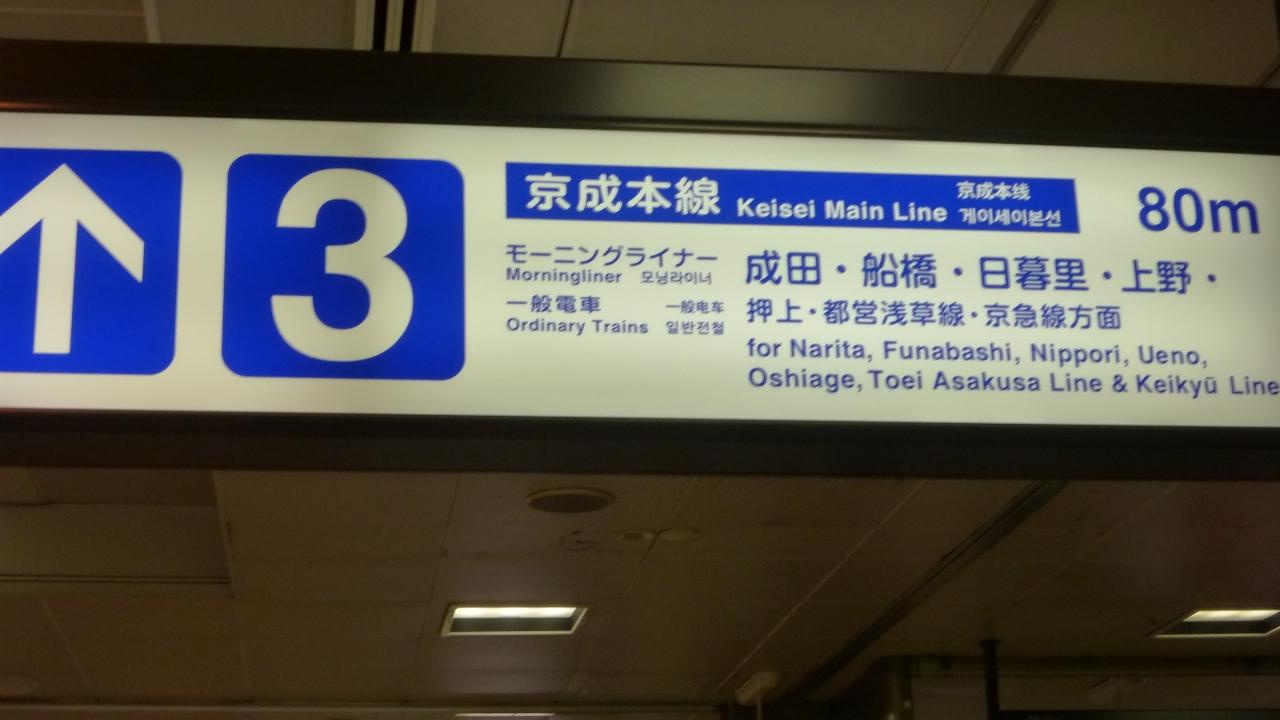 3
京成本線 Keisei Main Line 京成本线 게이세이본선
80m
モーニングライナー
Morningliner 모닝라이너
一般電車 一般电车
Ordinary Trains 일반전철
成田・船橋・日暮里・上野・
押上・都営浅草線・京急線方面
for Narita, Funabashi, Nippori, Ueno,
Oshiage, Toei Asakusa Line & Keikyū Line